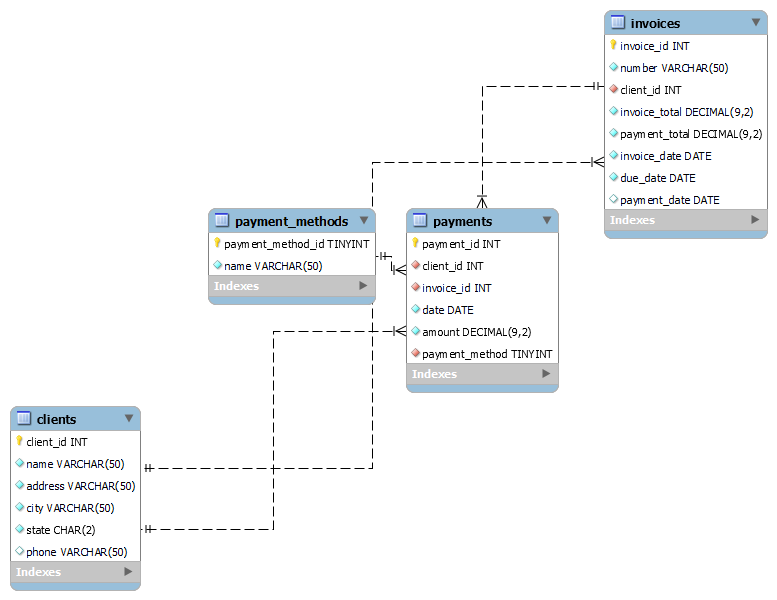 invoices
invoice_id INT
number VARCHAR(50)
client_id INT
invoice_total DECIMAL(9,2)
payment_total DECIMAL(9,2)
invoice_date DATE
due_date DATE
payment_date DATE
Indexes
payment_methods
payment_method_id TINYINT
name VARCHAR(50)
Indexes
payments
payment_id INT
client_id INT
invoice_id INT
date DATE
amount DECIMAL(9,2)
payment_method TINYINT
Indexes
clients
client_id INT
name VARCHAR(50)
address VARCHAR(50)
city VARCHAR(50)
state CHAR(2)
phone VARCHAR(50)
Indexes